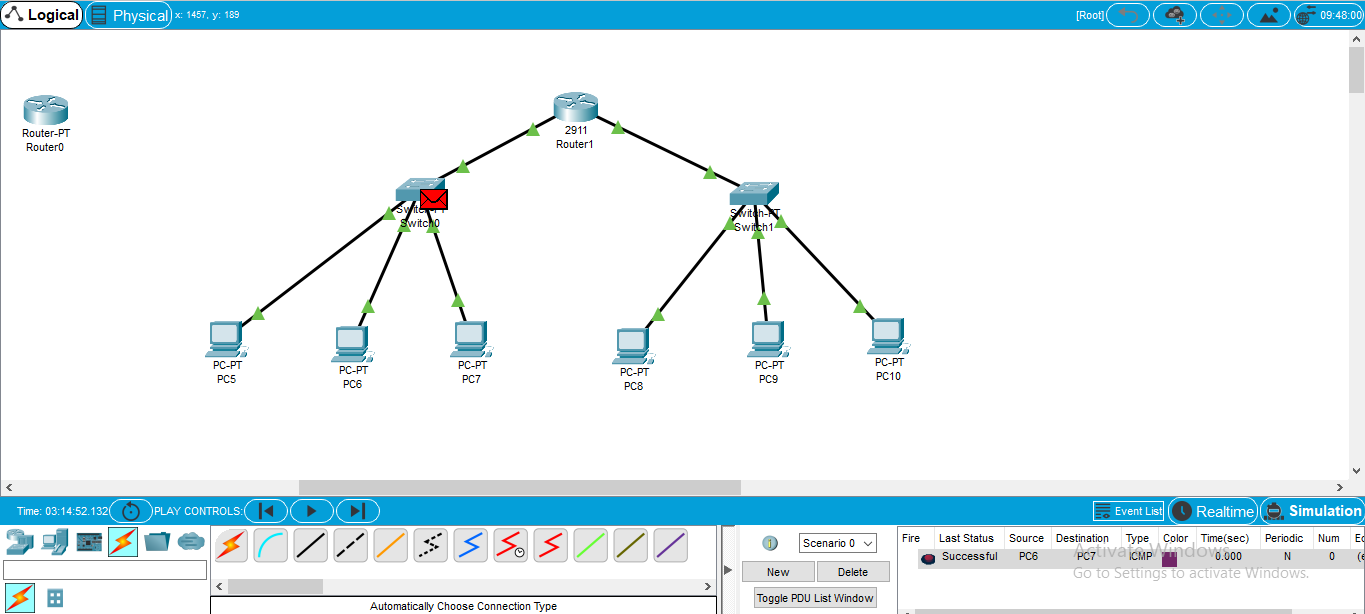 Logical
Physical
x: 1457, y: 189
[Root]
09:48:00
Router-PT
Router0
2911
Router1
Switch-PT
Switch0
Switch-PT
Switch1
PC-PT
PC5
PC-PT
PC6
PC-PT
PC7
PC-PT
PC8
PC-PT
PC9
PC-PT
PC10
Time: 03:14:52.132
PLAY CONTROLS:
Event List
Realtime
Simulation
Scenario 0
New
Delete
Toggle PDU List Window
Automatically Choose Connection Type
Fire Last Status Source Destination Type Color Time(sec) Periodic Num
Successful PC6 PC7 ICMP 0.000 N 0
Activate Windows
Go to Settings to activate Windows.